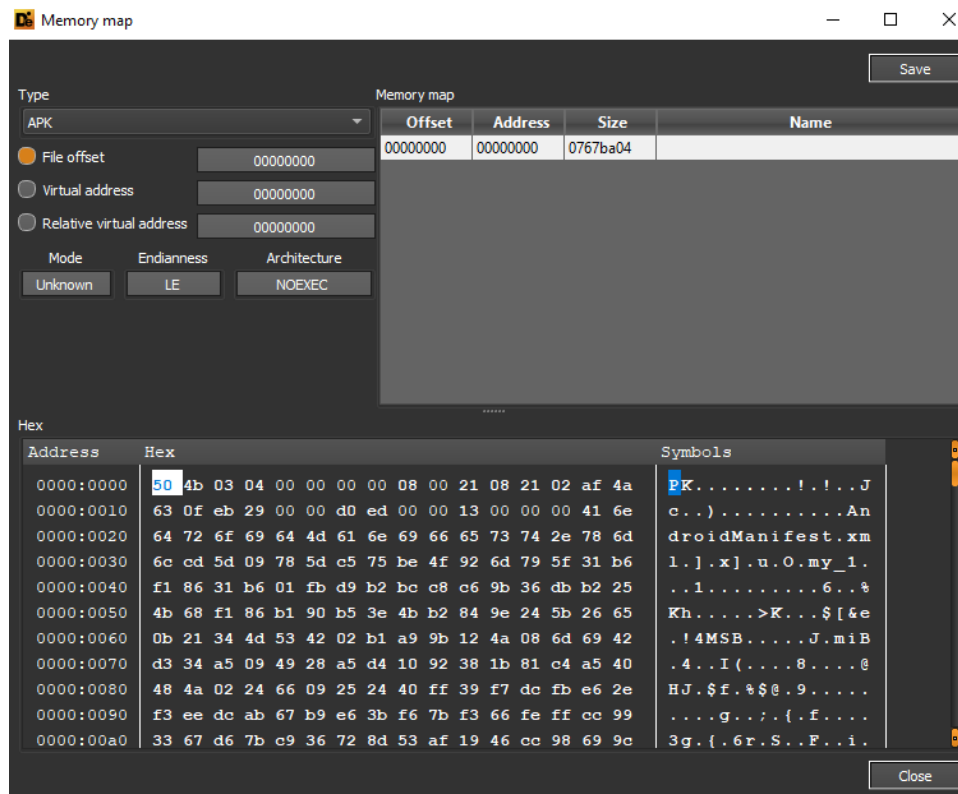 Memory map
Save
Type
Memory map
APK
Offset Address Size Name
00000000 00000000 0767ba04
File offset 00000000
Virtual address 00000000
Relative virtual address 00000000
Mode Endianness Architecture
Unknown LE NOEXEC
Hex
Address Hex Symbols
0000:0000 50 4b 03 04 00 00 00 00 08 00 21 08 21 02 af 4a PK........!.!..J
0000:0010 63 0f eb 29 00 00 d0 ed 00 00 13 00 00 00 41 6e c..)..........An
0000:0020 64 72 6f 69 64 4d 61 6e 69 66 65 73 74 2e 78 6d droidManifest.xm
0000:0030 6c cd 5d 09 78 5d c5 75 be 4f 92 6d 79 5f 31 b6 l.].x].u.O.my_1.
0000:0040 f1 86 31 b6 01 fb d9 b2 bc c8 c6 9b 36 db b2 25 ..1.........6..%
0000:0050 4b 68 f1 86 b1 90 b5 3e 4b b2 84 9e 24 5b 26 65 Kh.....>K...$[&e
0000:0060 0b 21 34 4d 53 42 02 b1 a9 9b 12 4a 08 6d 69 42 .!4MSB.....J.miB
0000:0070 d3 34 a5 09 49 28 a5 d4 10 92 38 1b 81 c4 a5 40 .4..I(....8....@
0000:0080 48 4a 02 24 66 09 25 24 40 ff 39 f7 dc fb e6 2e HJ.$f.%$@.9.....
0000:0090 f3 ee dc ab 67 b9 e6 3b f6 7b f3 66 fe ff cc 99 ....g..;.{.f....
0000:00a0 33 67 d6 7b c9 36 72 8d 53 af 19 46 cc 98 69 9c 3g.{.6r.S..F..i.
Close